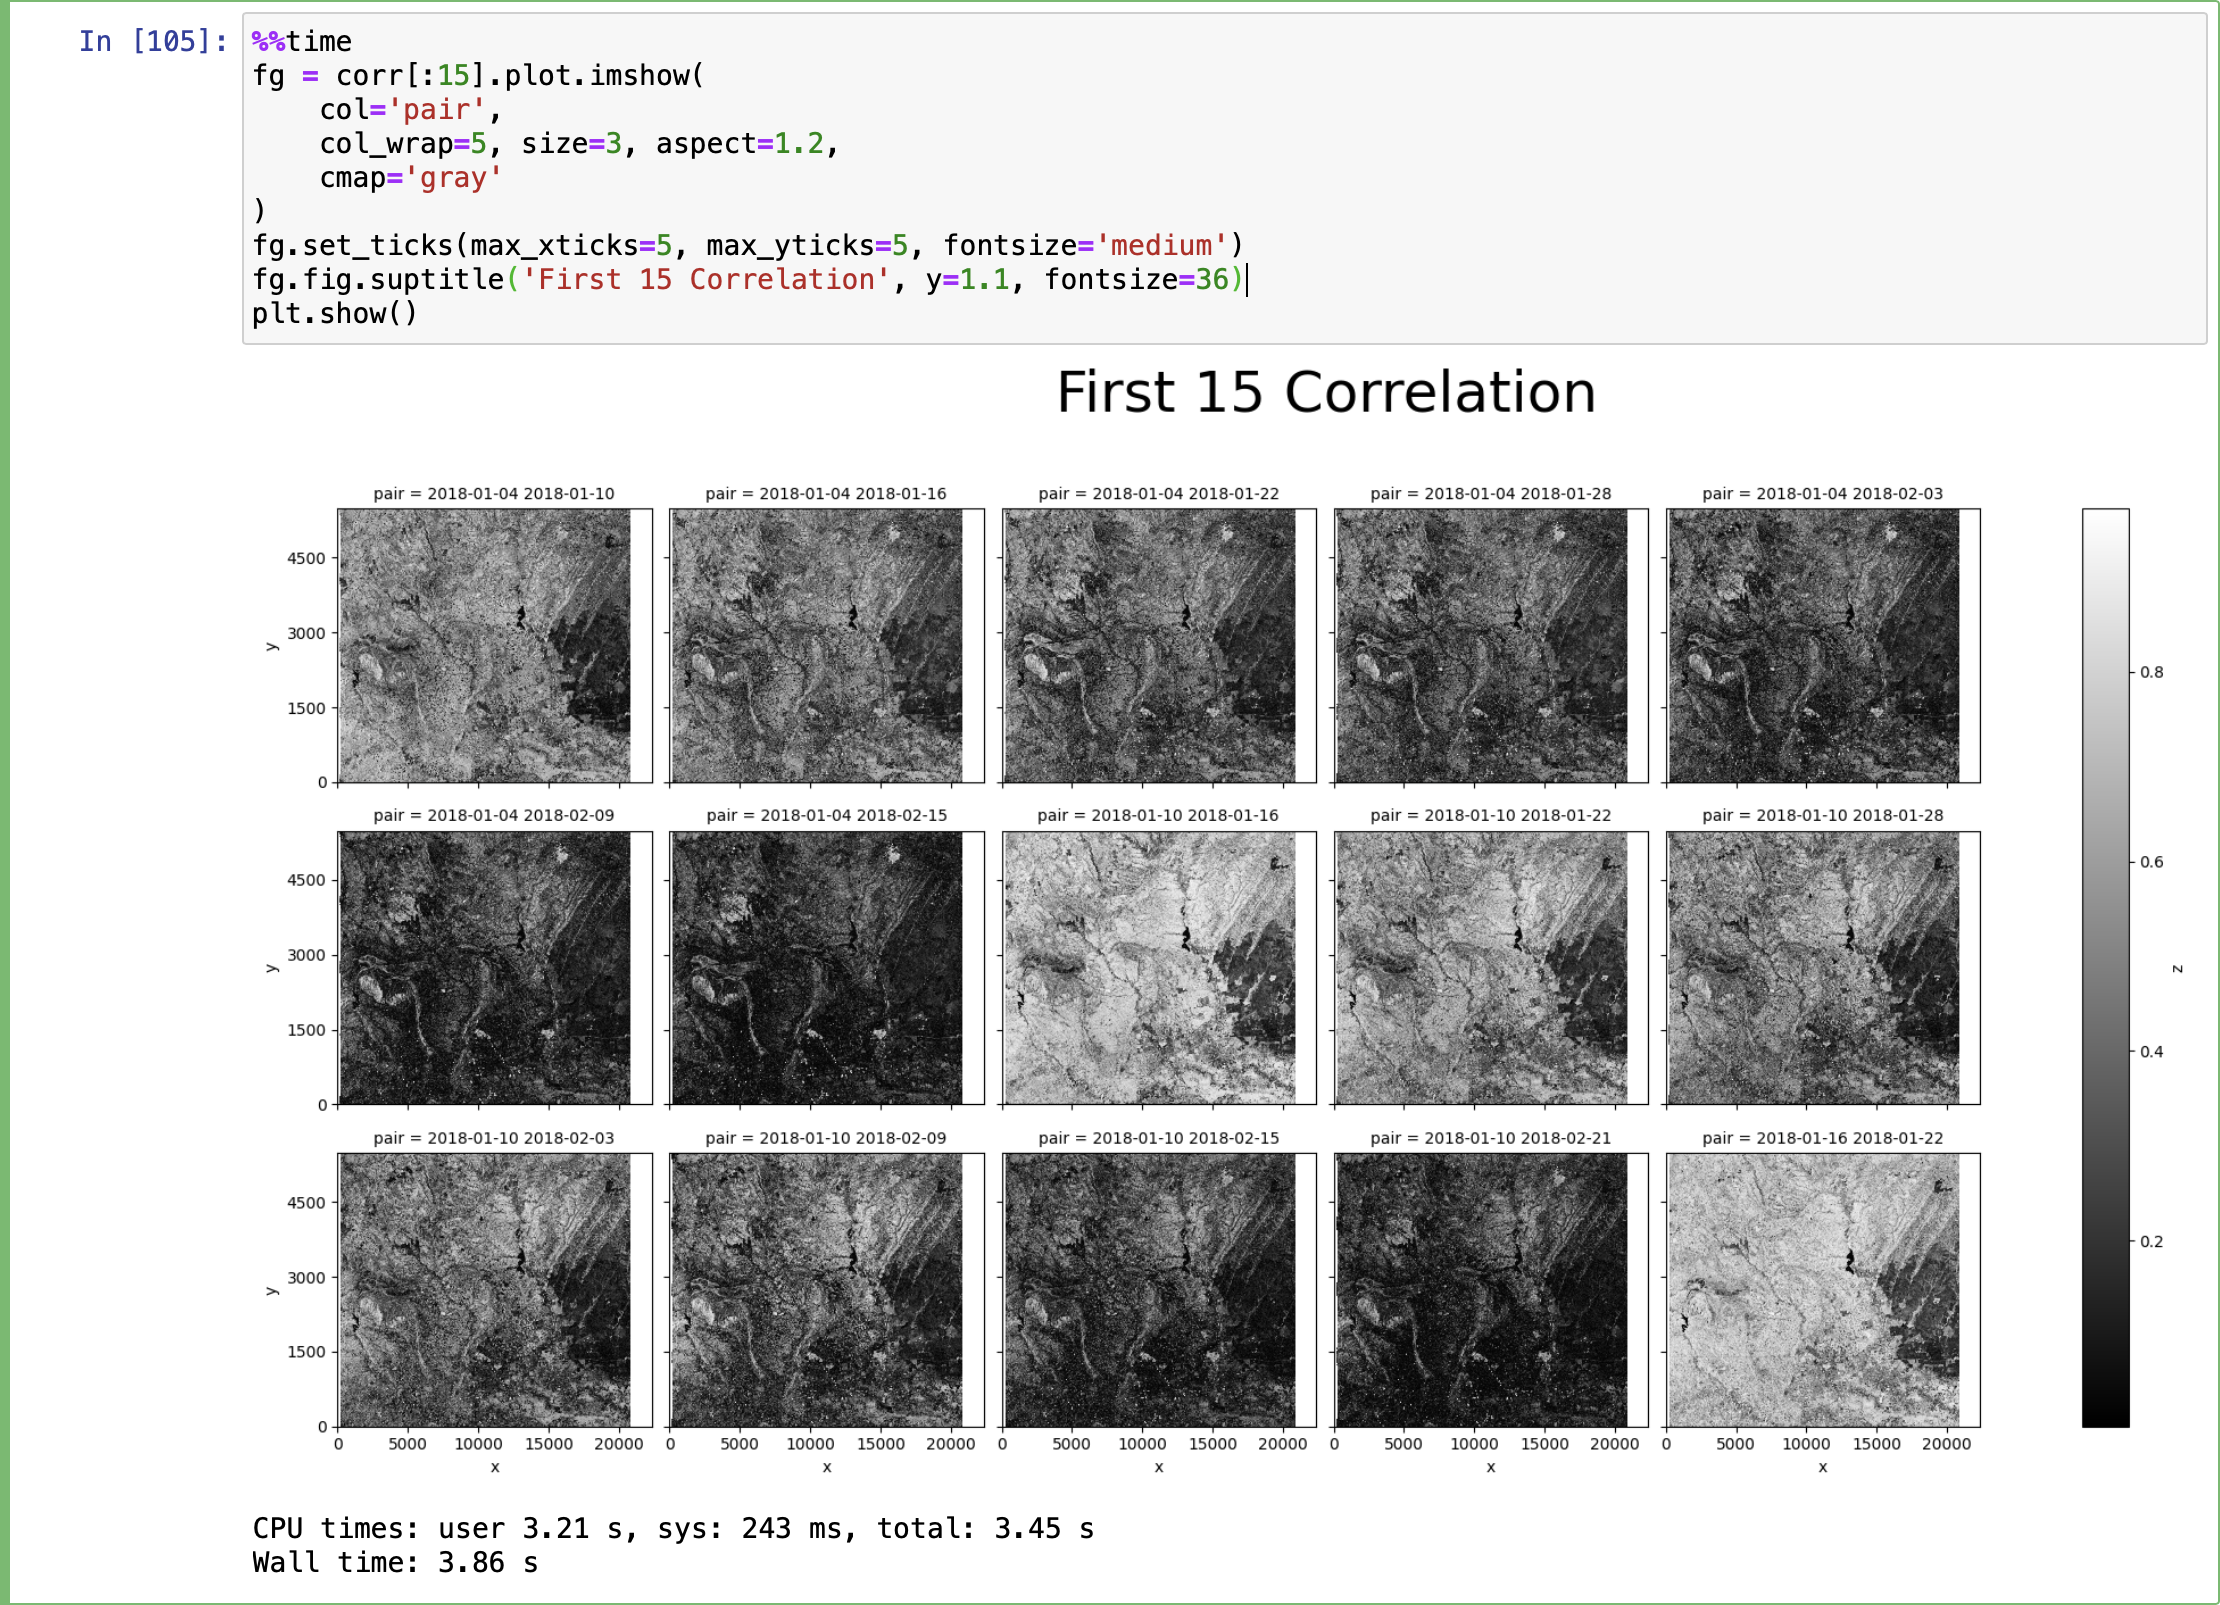 In [105]:
%%time
fg = corr[:15].plot.imshow(
    col='pair',
    col_wrap=5, size=3, aspect=1.2,
    cmap='gray'
)
fg.set_ticks(max_xticks=5, max_yticks=5, fontsize='medium')
fg.fig.suptitle('First 15 Correlation', y=1.1, fontsize=36)
plt.show()
First 15 Correlation
pair = 2018-01-04 2018-01-10
pair = 2018-01-04 2018-01-16
pair = 2018-01-04 2018-01-22
pair = 2018-01-04 2018-01-28
pair = 2018-01-04 2018-02-03
4500
3000
1500
0
y
pair = 2018-01-04 2018-02-09
pair = 2018-01-04 2018-02-15
pair = 2018-01-10 2018-01-16
pair = 2018-01-10 2018-01-22
pair = 2018-01-10 2018-01-28
4500
3000
1500
0
y
pair = 2018-01-10 2018-02-03
pair = 2018-01-10 2018-02-09
pair = 2018-01-10 2018-02-15
pair = 2018-01-10 2018-02-21
pair = 2018-01-16 2018-01-22
4500
3000
1500
0
y
0 5000 10000 15000 20000
x
0 5000 10000 15000 20000
x
0 5000 10000 15000 20000
x
0 5000 10000 15000 20000
x
0 5000 10000 15000 20000
x
0.8
0.6
0.4
0.2
z
CPU times: user 3.21 s, sys: 243 ms, total: 3.45 s
Wall time: 3.86 s